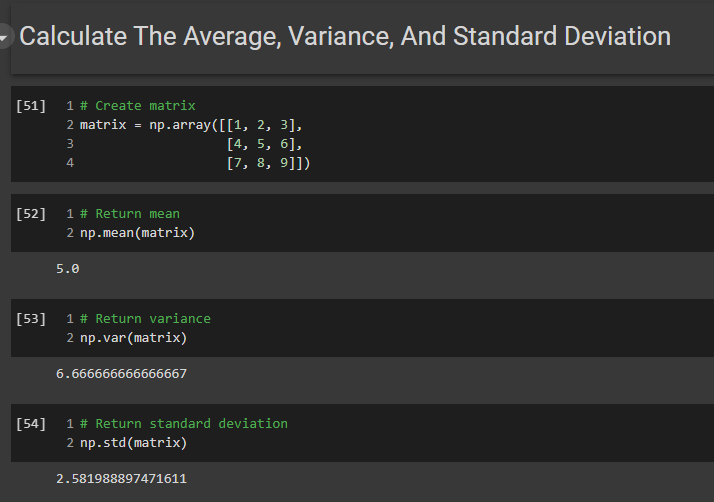 Calculate The Average, Variance, And Standard Deviation
[51] 1 # Create matrix
2 matrix = np.array([[1, 2, 3],
3                    [4, 5, 6],
4                    [7, 8, 9]])
[52] 1 # Return mean
2 np.mean(matrix)
5.0
[53] 1 # Return variance
2 np.var(matrix)
6.666666666666667
[54] 1 # Return standard deviation
2 np.std(matrix)
2.581988897471611